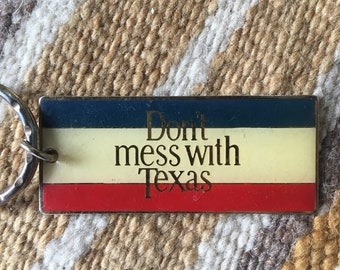 Don't
mess with
Texas